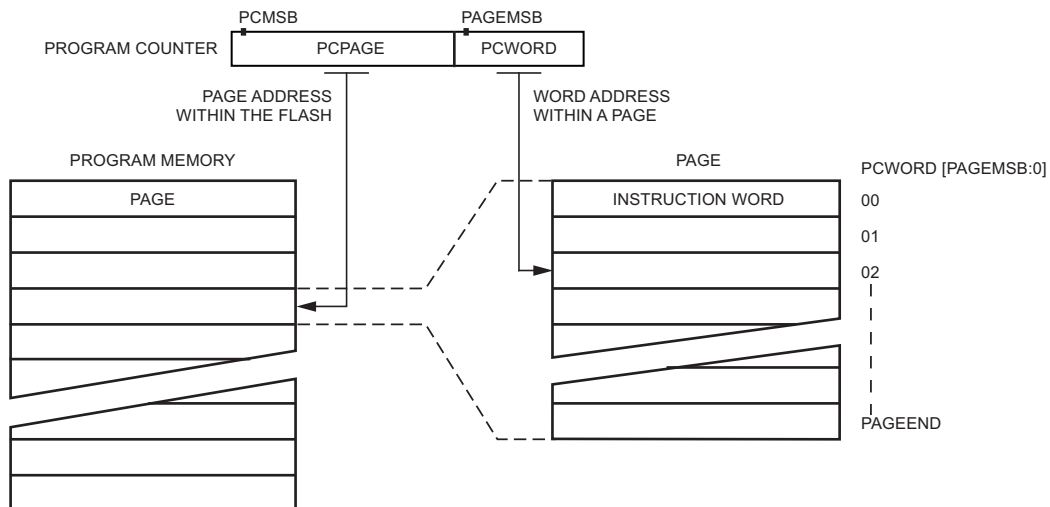 PCMSB
PAGEMSB
PROGRAM COUNTER
PCPAGE
PCWORD
PAGE ADDRESS
WITHIN THE FLASH
WORD ADDRESS
WITHIN A PAGE
PROGRAM MEMORY
PAGE
PCWORD [PAGEMSB:0]
PAGE
INSTRUCTION WORD
00
01
02
PAGEEND